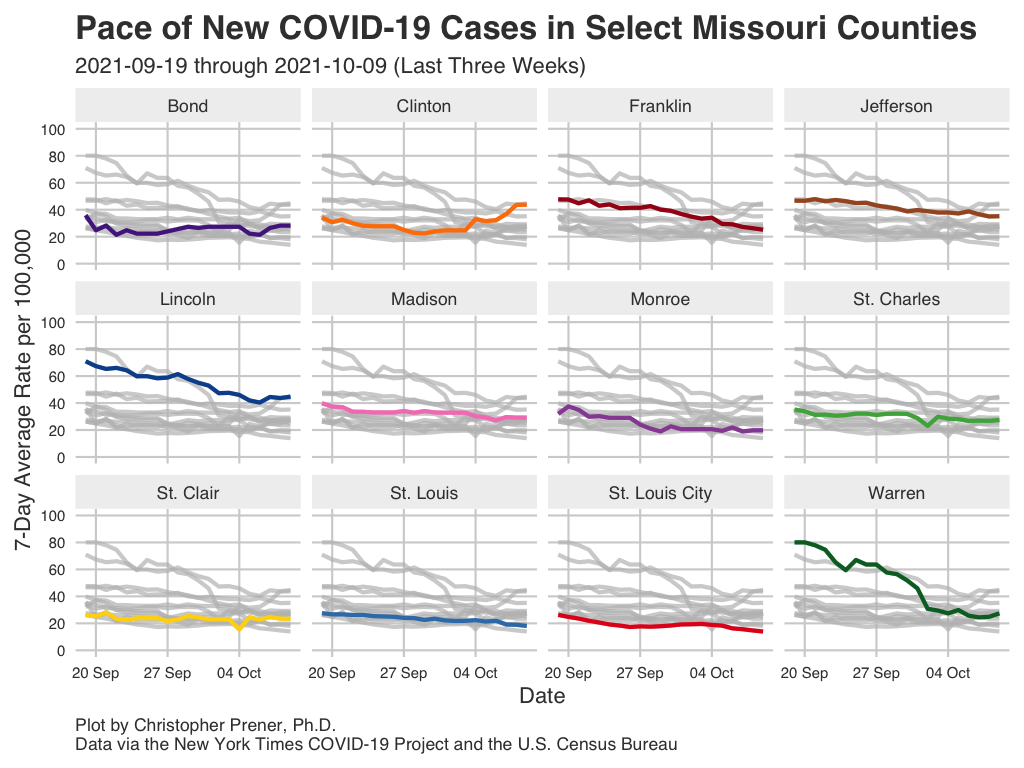 Pace of New COVID-19 Cases in Select Missouri Counties
2021-09-19 through 2021-10-09 (Last Three Weeks)
Bond Clinton Franklin Jefferson
100
80
60
40
20
0
Lincoln Madison Monroe St. Charles
100
80
60
40
20
0
St. Clair St. Louis St. Louis City Warren
100
80
60
40
20
0
7-Day Average Rate per 100,000
20 Sep 27 Sep 04 Oct 20 Sep 27 Sep 04 Oct 20 Sep 27 Sep 04 Oct 20 Sep 27 Sep 04 Oct
Date
Plot by Christopher Prener, Ph.D.
Data via the New York Times COVID-19 Project and the U.S. Census Bureau